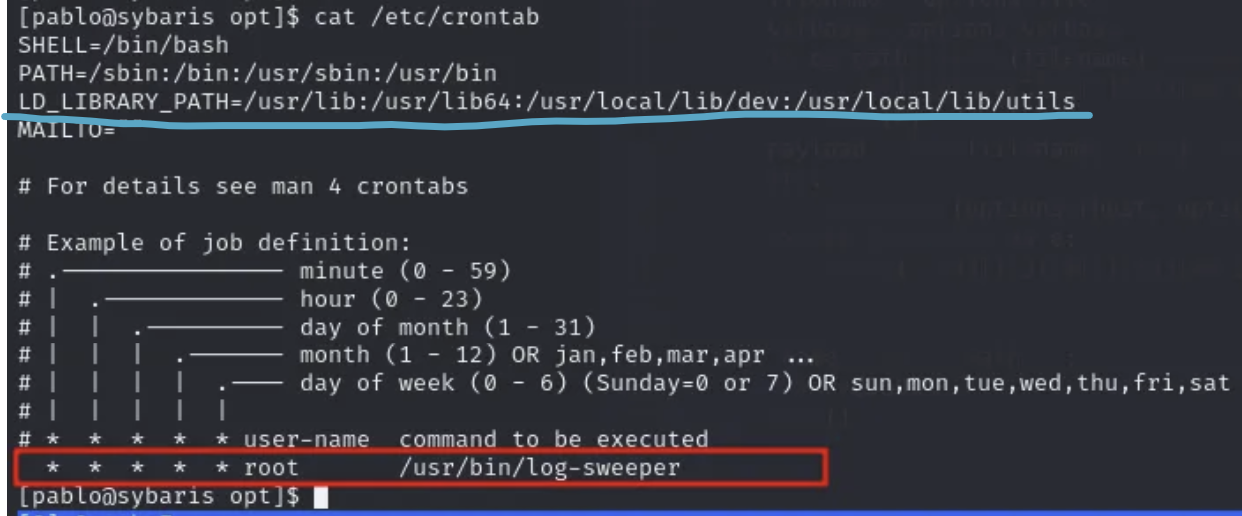 [pablo@sybaris opt]$ cat /etc/crontab
SHELL=/bin/bash
PATH=/sbin:/bin:/usr/sbin:/usr/bin
LD_LIBRARY_PATH=/usr/lib:/usr/lib64:/usr/local/lib/dev:/usr/local/lib/utils
MAILTO=""
# For details see man 4 crontabs
# Example of job definition:
# .———————————————— minute (0 - 59)
# |  .————————————— hour (0 - 23)
# |  |  .—————————— day of month (1 - 31)
# |  |  |  .——————— month (1 - 12) OR jan,feb,mar,apr ...
# |  |  |  |  .———— day of week (0 - 6) (Sunday=0 or 7) OR sun,mon,tue,wed,thu,fri,sat
# |  |  |  |  |
# *  *  *  *  * user-name  command to be executed
  *  *  *  *  * root       /usr/bin/log-sweeper
[pablo@sybaris opt]$